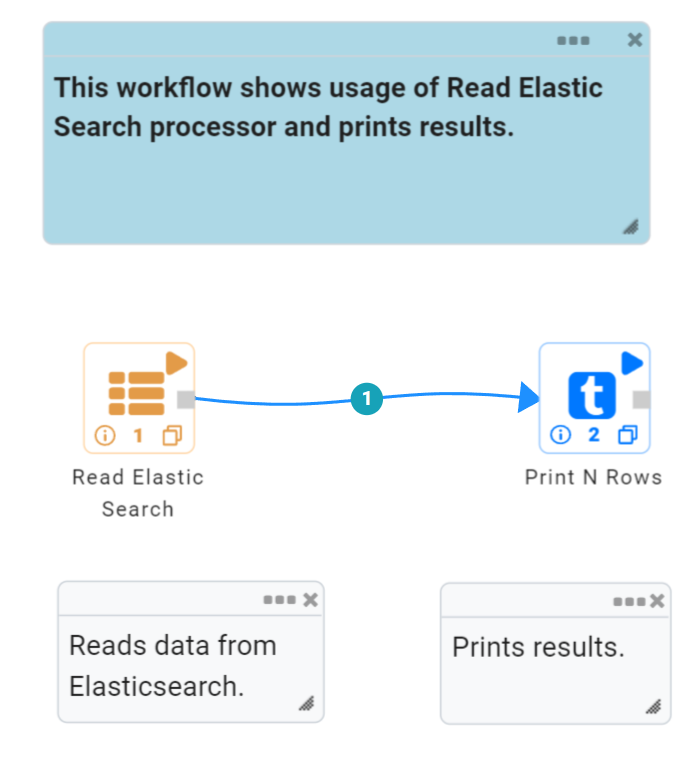 This workflow shows usage of Read Elastic
Search processor and prints results.
1
t
1
2
Read Elastic
Search
Print N Rows
Reads data from
Elasticsearch.
Prints results.